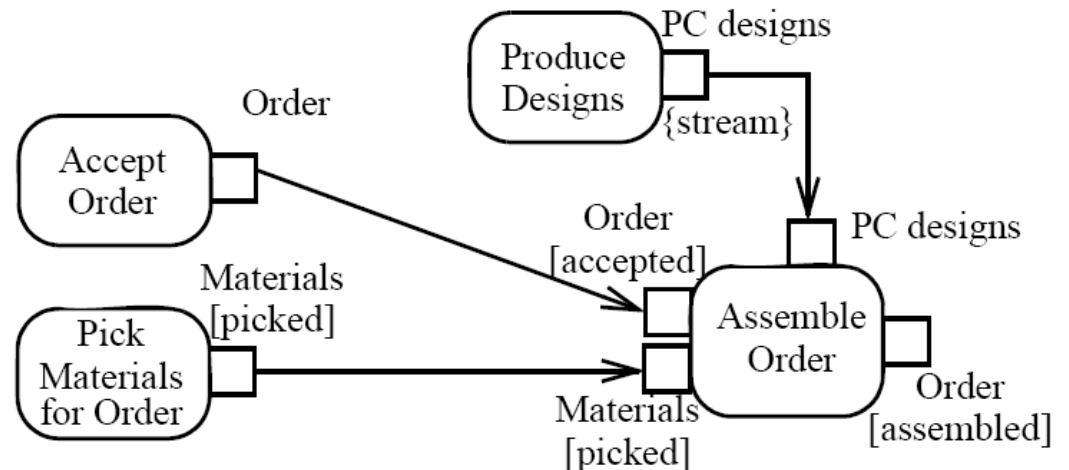 PC designs
Produce
Designs
{stream}
Order
Accept
Order
Order
[accepted]
PC designs
Materials
[picked]
Pick
Materials
for Order
Assemble
Order
Materials
[picked]
Order
[assembled]